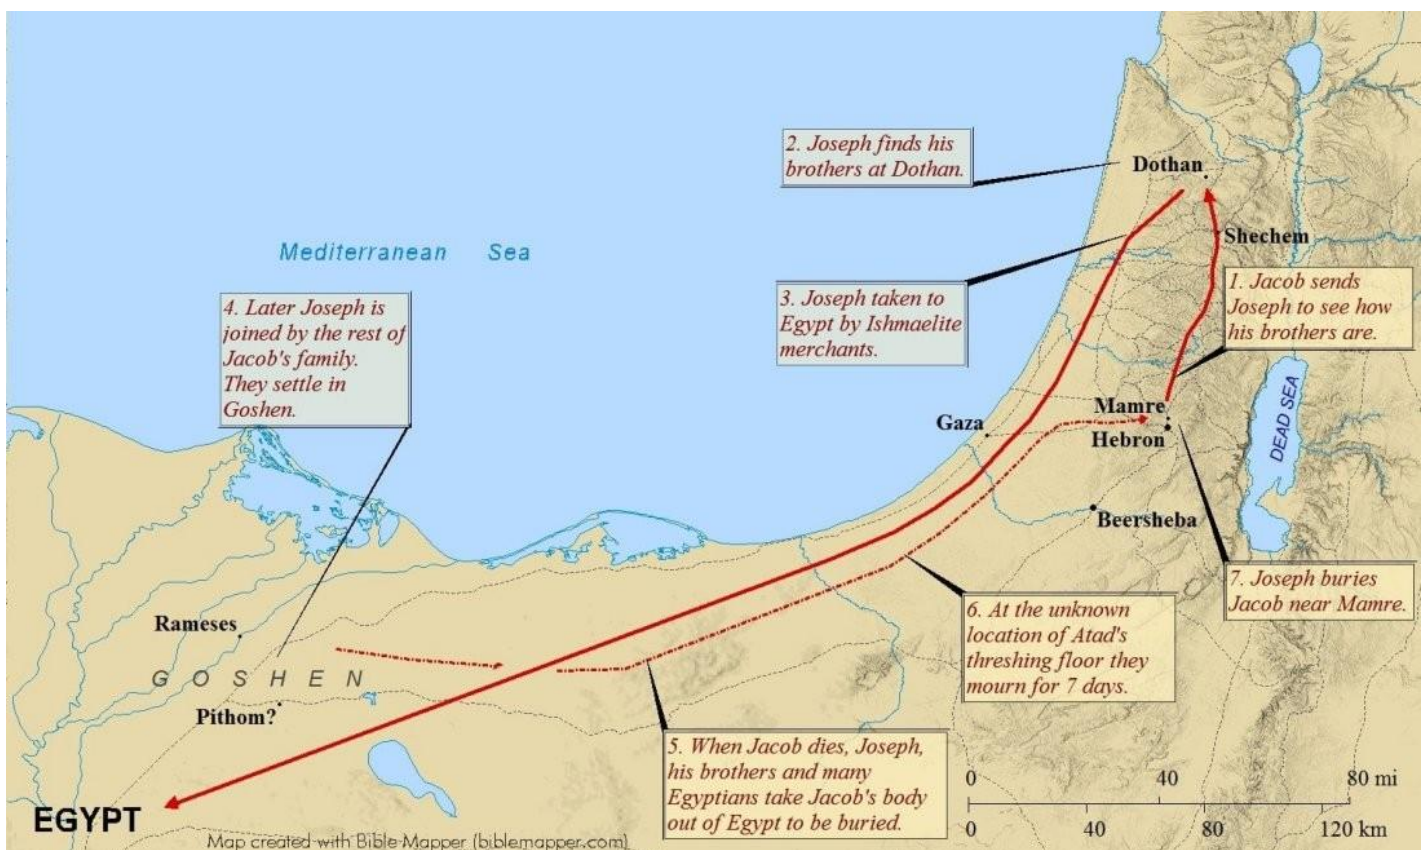 2. Joseph finds his
brothers at Dothan.
Dothan
Mediterranean Sea
Shechem
4. Later Joseph is
joined by the rest of
Jacob's family.
They settle in
Goshen.
3. Joseph taken to
Egypt by Ishmaelite
merchants.
1. Jacob sends
Joseph to see how
his brothers are.
Mamre
Gaza
Hebron
DEAD SEA
Beersheba
7. Joseph buries
Jacob near Mamre.
6. At the unknown
location of Atad's
threshing floor they
mourn for 7 days.
Rameses
GOSHEN
Pithom?
5. When Jacob dies, Joseph,
his brothers and many
Egyptians take Jacob's body
out of Egypt to be buried.
0 40 80 mi
0 40 80 120 km
EGYPT
Map created with Bible Mapper (biblemapper.com)